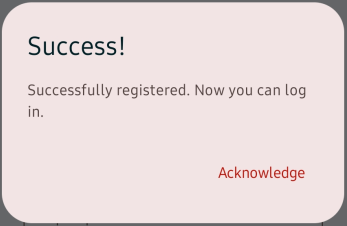 Success!
Successfully registered. Now you can log
in.
Acknowledge